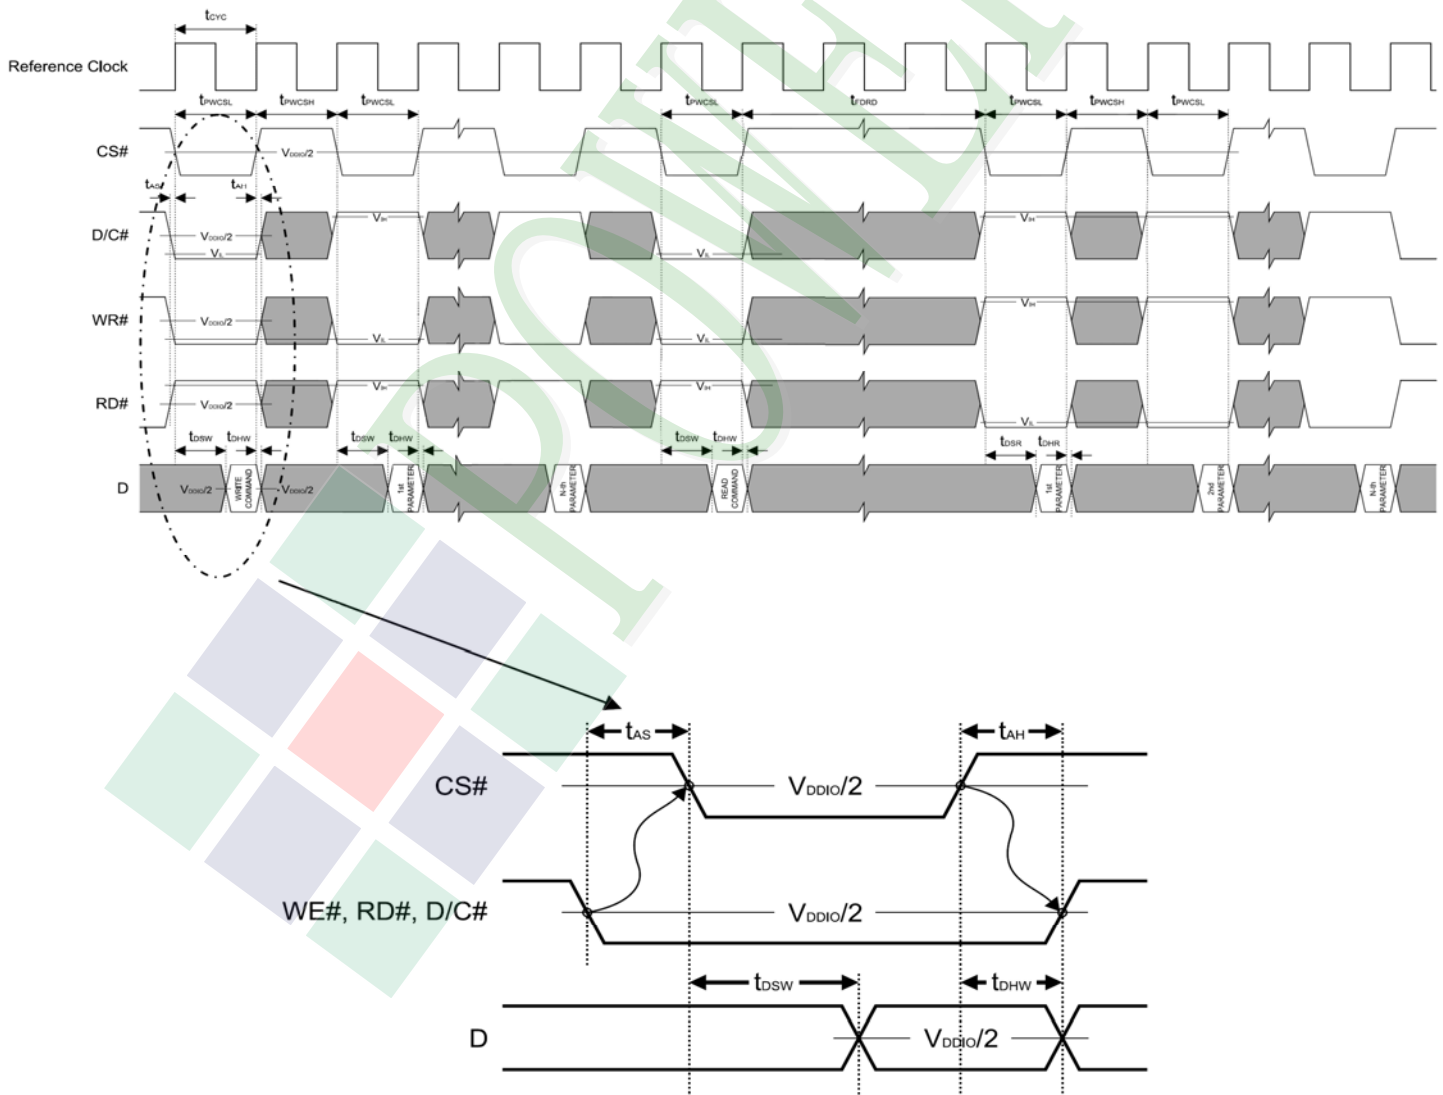 tCYC
Reference Clock
tPWCSL tPWCSH tPWCSL tPWCSL tFDRD tPWCSL tPWCSH tPWCSL
CS# VDDIO/2
tAS tAH
D/C# VDDIO/2 VIH VIH
VIL VIL
WR# VDDIO/2 VIH
VIL VIL
RD# VDDIO/2 VIH VIH
VIL
tDSW tDHW tDSW tDHW tDSW tDHW tDSR tDHR
D VDDIO/2 WRITE COMMAND VDDIO/2 1st PARAMETER N-th PARAMETER READ COMMAND 1st PARAMETER 2nd PARAMETER N-th PARAMETER
tAS tAH
CS# VDDIO/2
WE#, RD#, D/C# VDDIO/2
tDSW tDHW
D VDDIO/2
POWE